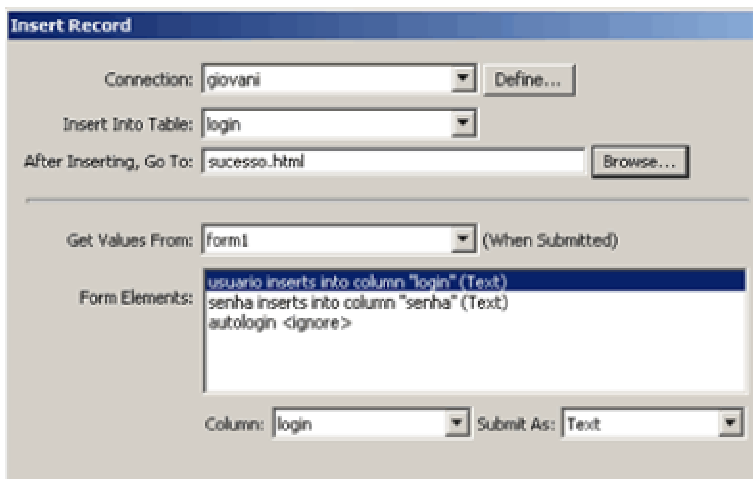 Insert Record
Connection: giovani Define...
Insert Into Table: login
After Inserting, Go To: sucesso.html Browse...
Get Values From: form1 (When Submitted)
Form Elements: usuario inserts into column "login" (Text)
senha inserts into column "senha" (Text)
autologin <ignore>
Column: login Submit As: Text